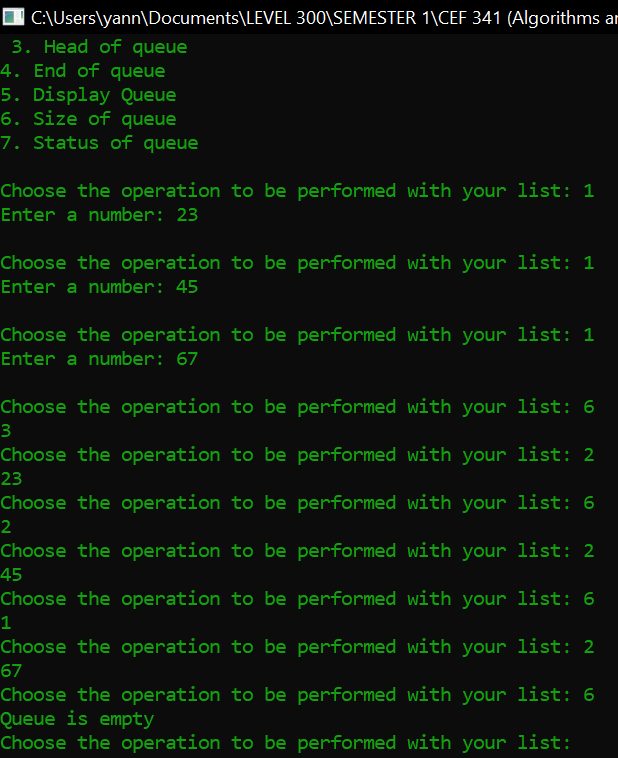 C:\Users\yann\Documents\LEVEL 300\SEMESTER 1\CEF 341 (Algorithms
3. Head of queue
4. End of queue
5. Display Queue
6. Size of queue
7. Status of queue
Choose the operation to be performed with your list: 1
Enter a number: 23
Choose the operation to be performed with your list: 1
Enter a number: 45
Choose the operation to be performed with your list: 1
Enter a number: 67
Choose the operation to be performed with your list: 6
3
Choose the operation to be performed with your list: 2
23
Choose the operation to be performed with your list: 6
2
Choose the operation to be performed with your list: 2
45
Choose the operation to be performed with your list: 6
1
Choose the operation to be performed with your list: 2
67
Choose the operation to be performed with your list: 6
Queue is empty
Choose the operation to be performed with your list: